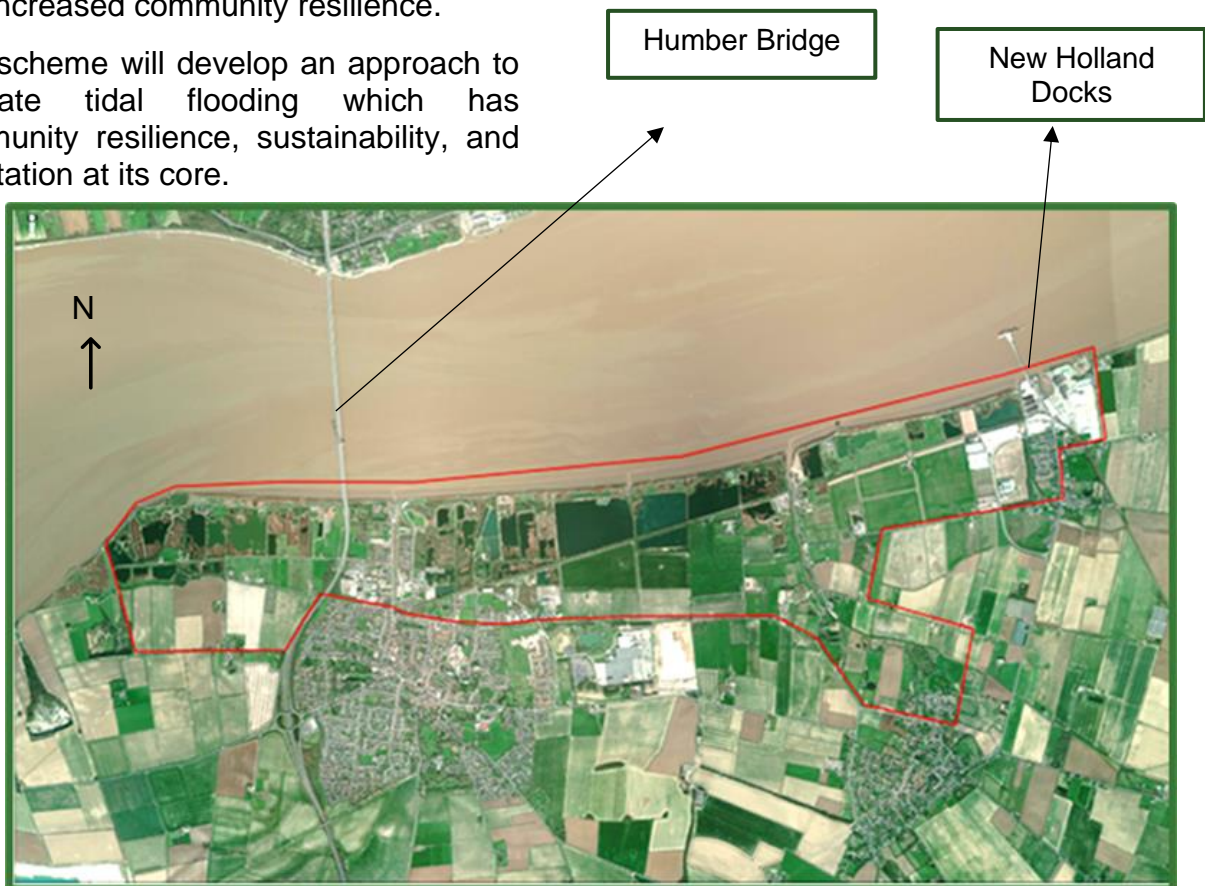 ncreased community resilience.
scheme will develop an approach to
ate tidal flooding which has
munity resilience, sustainability, and
tation at its core.
Humber Bridge
New Holland
Docks
N